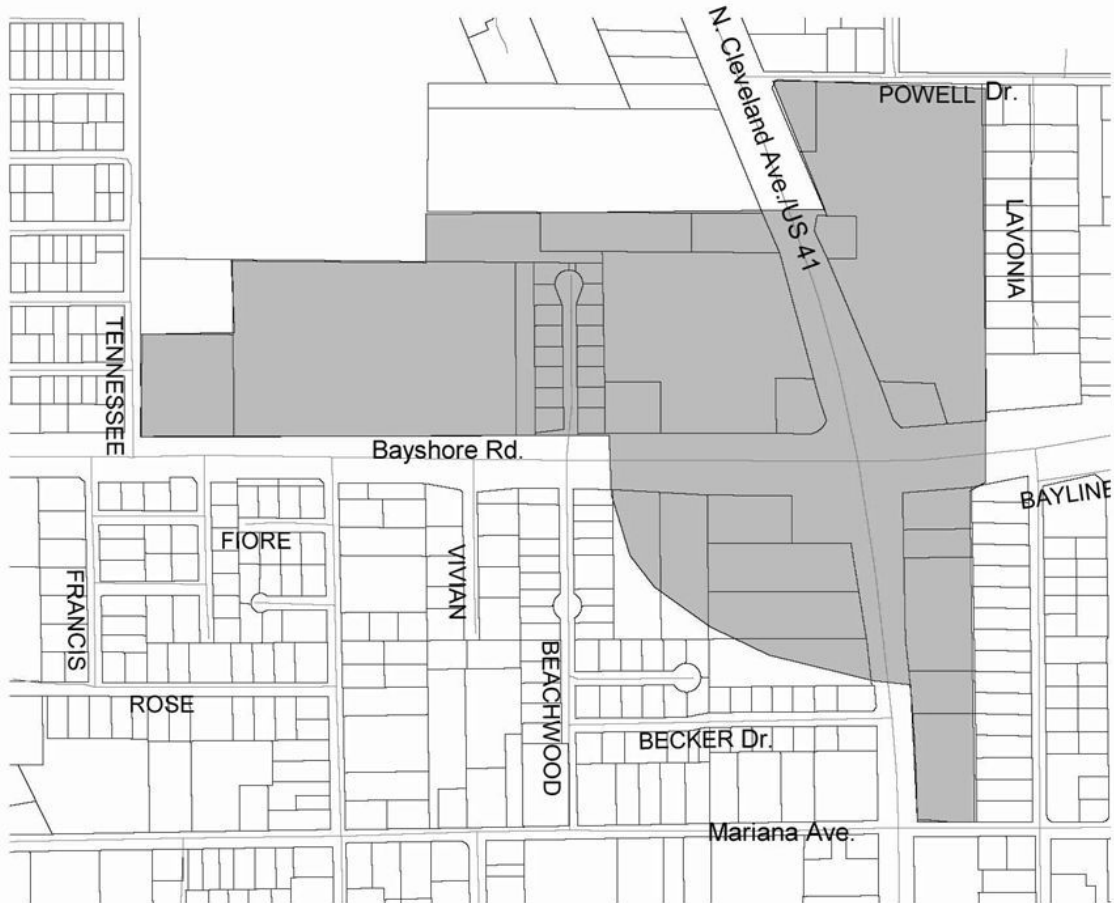 N. Cleveland Ave./US 41
POWELL Dr.
LAVONIA
TENNESSEE
Bayshore Rd.
BAYLINE
FIORE
VIVIAN
FRANCIS
BEACHWOOD
ROSE
BECKER Dr.
Mariana Ave.